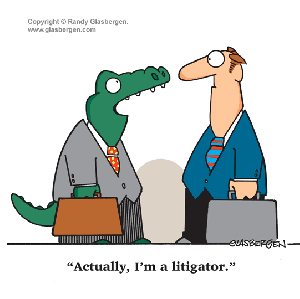 Copyright © Randy Glasbergen.
www.glasbergen.com
GLASBERGEN
“Actually, I’m a litigator.”